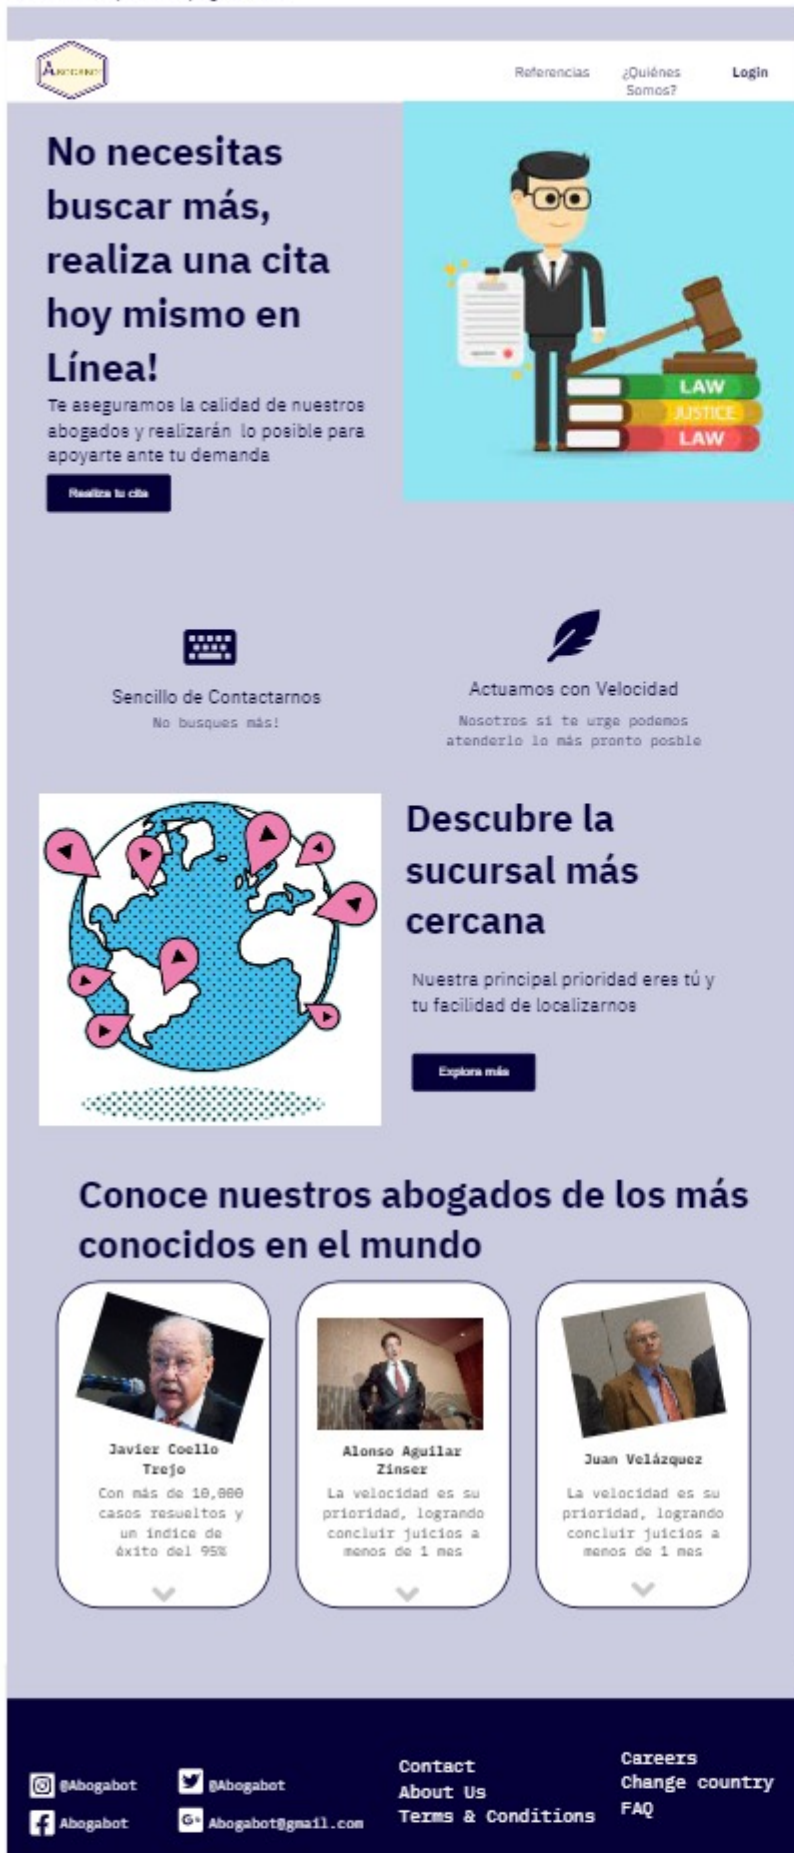 ABOGABOT
Referencias
¿Quiénes
Somos?
Login
No necesitas
buscar más,
realiza una cita
hoy mismo en
Línea!
Te aseguramos la calidad de nuestros
abogados y realizarán lo posible para
apoyarte ante tu demanda
Realiza tu cita
LAW
JUSTICE
LAW
Sencillo de Contactarnos
No busques más!
Actuamos con Velocidad
Nosotros si te urge podemos
atenderlo lo más pronto posble
Descubre la
sucursal más
cercana
Nuestra principal prioridad eres tú y
tu facilidad de localizarnos
Explora más
Conoce nuestros abogados de los más
conocidos en el mundo
Javier Coello
Trejo
Con más de 10,000
casos resueltos y
un índice de
éxito del 95%
Alonso Aguilar
Zinser
La velocidad es su
prioridad, logrando
concluir juicios a
menos de 1 mes
Juan Velázquez
La velocidad es su
prioridad, logrando
concluir juicios a
menos de 1 mes
@Abogabot
@Abogabot
Abogabot
Abogabot@gmail.com
Contact
About Us
Terms & Conditions
Careers
Change country
FAQ